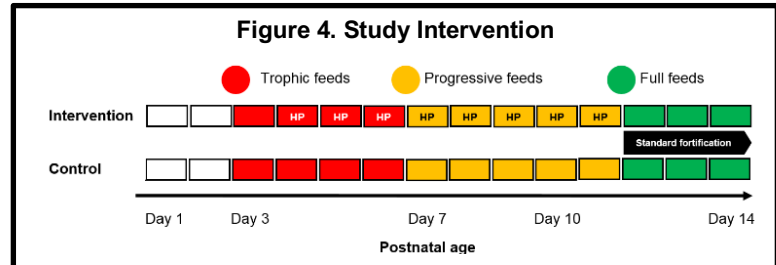 Figure 4. Study Intervention
Trophic feeds Progressive feeds Full feeds
Intervention HP HP HP HP HP HP HP HP
Standard fortification
Control
Day 1 Day 3 Day 7 Day 10 Day 14
Postnatal age